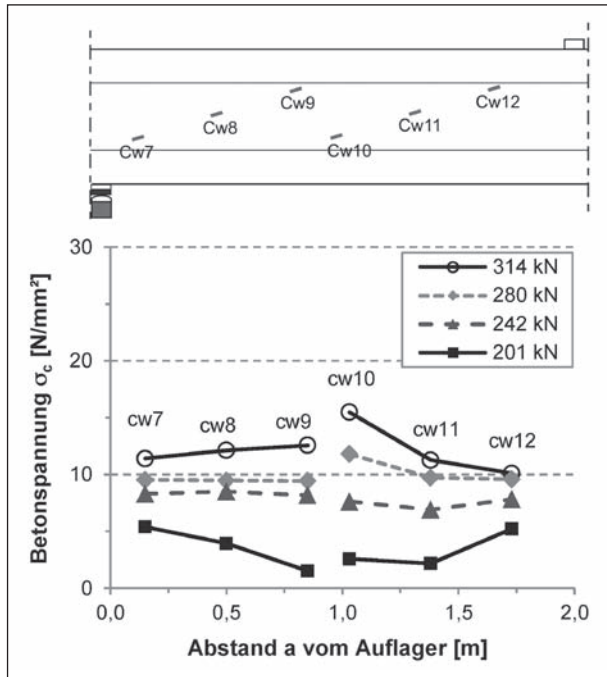 Cw9
Cw12
Cw8
Cw11
Cw7
Cw10
30
314 kN
280 kN
242 kN
201 kN
20
cw10
cw7
cw8
cw9
cw11
cw12
10
0
0,0
0,5
1,0
1,5
2,0
Betonspannung σc [N/mm²]
Abstand a vom Auflager [m]